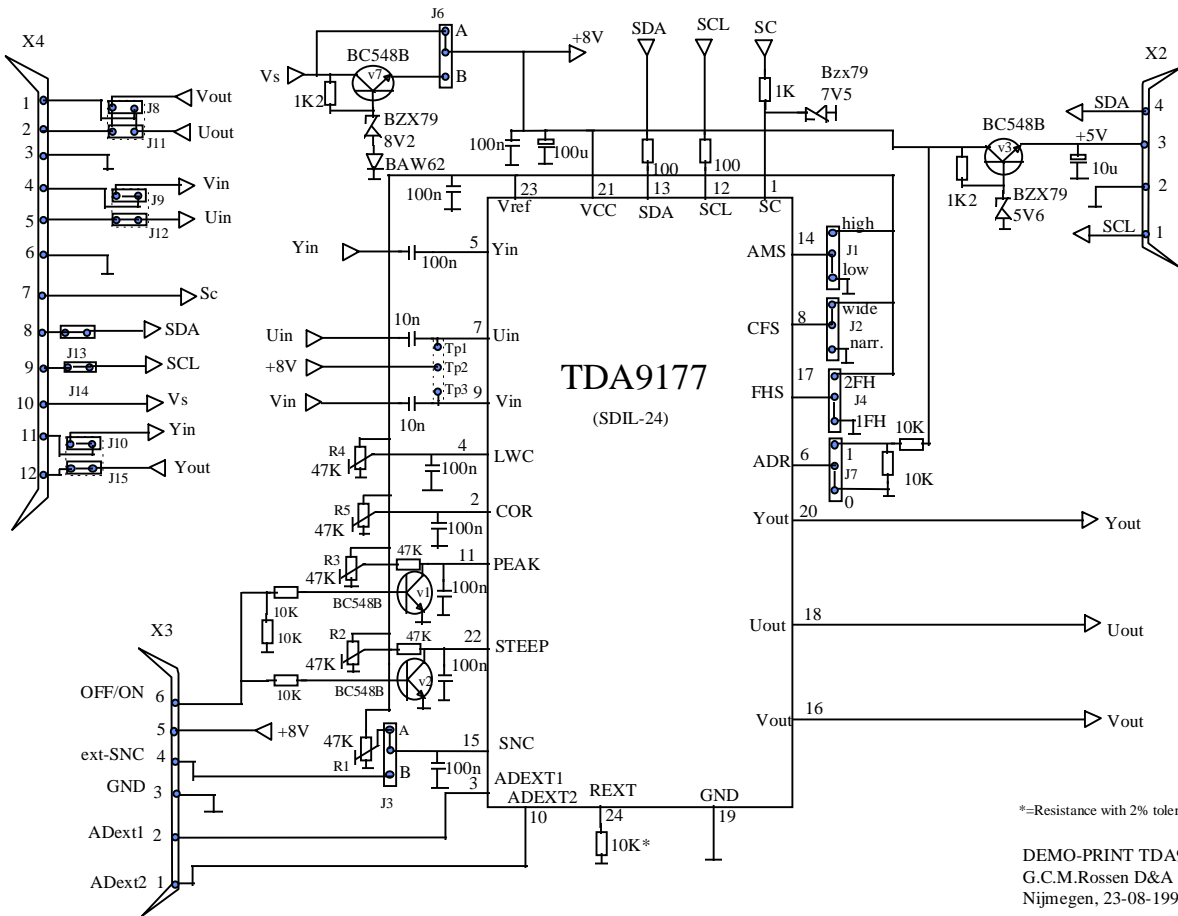 X4
J6
A
B
+8V
SDA
SCL
SC
X2
BC548B
v7
Vs
1K2
BZX79
8V2
BAW62
1K
Bzx79
7V5
1
Vout
J8
2
Uout
J11
3
4
Vin
J9
5
Uin
J12
6
7
Sc
8
SDA
J13
9
SCL
J14
10
Vs
11
Yin
J10
12
Yout
J15
100n
100u
100
100
100n
BC548B
v3
+5V
10u
1K2
BZX79
5V6
SDA
4
3
2
SCL
1
23
21
13
12
1
Vref
VCC
SDA
SCL
SC
Yin
100n
5
Yin
Uin
10n
7
Uin
Tp1
+8V
Tp2
Tp3
Vin
10n
9
Vin
TDA9177
(SDIL-24)
14
AMS
high
J1
low
8
CFS
wide
J2
narr.
17
FHS
2FH
J4
1FH
6
ADR
1
J7
0
10K
10K
R4
47K
100n
4
LWC
R5
47K
100n
2
COR
R3
47K
47K
11
PEAK
100n
BC548B
v1
10K
10K
R2
47K
47K
22
STEEP
100n
BC548B
v2
10K
47K
R1
A
B
J3
15
SNC
100n
3
ADEXT1
ADEXT2
10
REXT
24
10K*
GND
19
20
Yout
Yout
18
Uout
Uout
16
Vout
Vout
X3
OFF/ON
6
5
+8V
ext-SNC
4
GND
3
ADext1
2
ADext2
1
*=Resistance with 2%
DEMO-PRINT
G.C.M.Rossen D&A
Nijmegen,